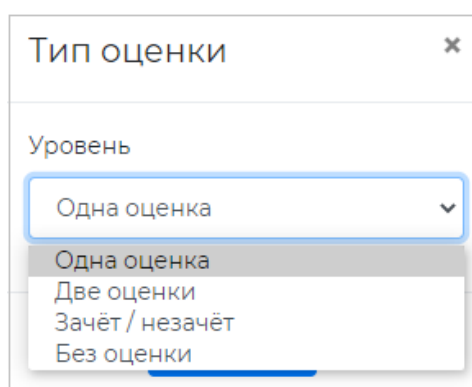 Тип оценки
Уровень
Одна оценка
Одна оценка
Две оценки
Зачёт / незачёт
Без оценки